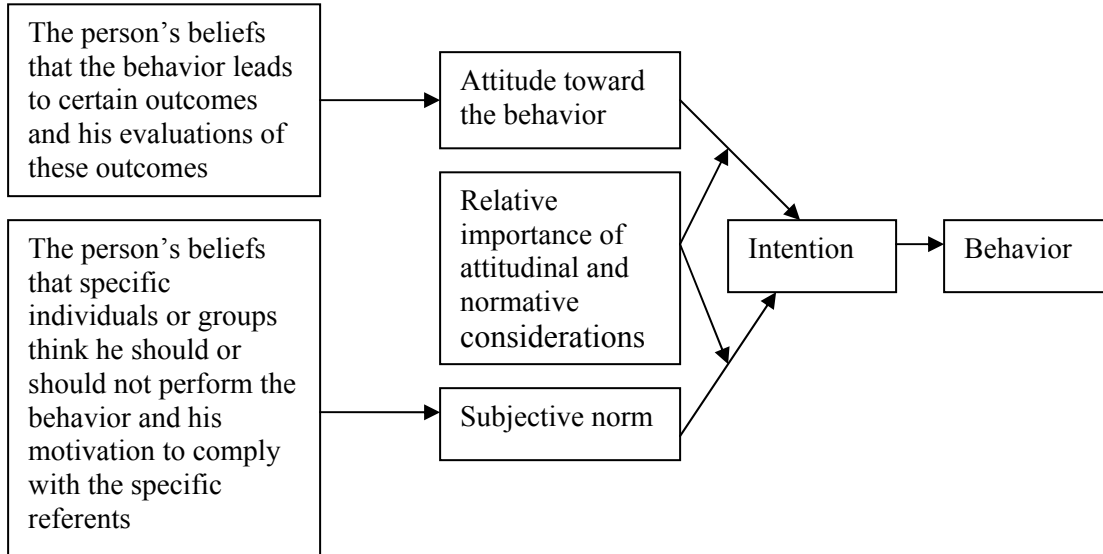 The person’s beliefs
that the behavior leads
to certain outcomes
and his evaluations of
these outcomes
Attitude toward
the behavior
Relative
importance of
attitudinal and
normative
considerations
Intention
Behavior
The person’s beliefs
that specific
individuals or groups
think he should or
should not perform the
behavior and his
motivation to comply
with the specific
referents
Subjective norm